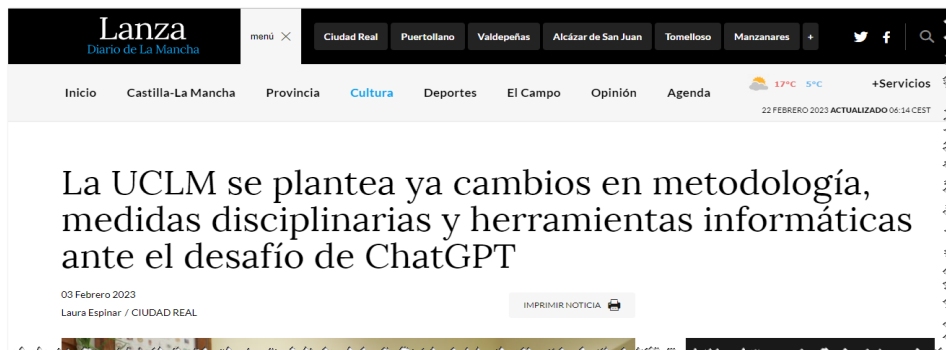 Lanza
Diario de La Mancha
menú
Ciudad Real Puertollano Valdepeñas Alcázar de San Juan Tomelloso Manzanares +
Inicio Castilla-La Mancha Provincia Cultura Deportes El Campo Opinión Agenda
17°C 5°C +Servicios
22 FEBRERO 2023 ACTUALIZADO 06:14 CEST
La UCLM se plantea ya cambios en metodología,
medidas disciplinarias y herramientas informáticas
ante el desafío de ChatGPT
03 Febrero 2023
Laura Espinar / CIUDAD REAL
IMPRIMIR NOTICIA